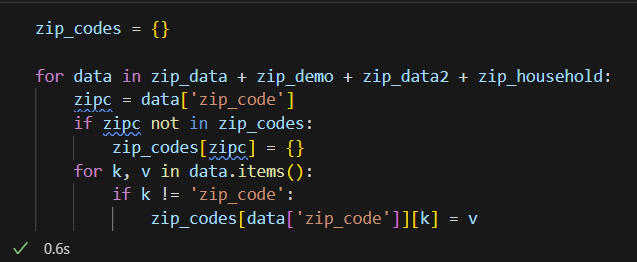 zip_codes = {}
for data in zip_data + zip_demo + zip_data2 + zip_household:
    zipc = data['zip_code']
    if zipc not in zip_codes:
        zip_codes[zipc] = {}
    for k, v in data.items():
        if k != 'zip_code':
            zip_codes[data['zip_code']][k] = v
✓ 0.6s